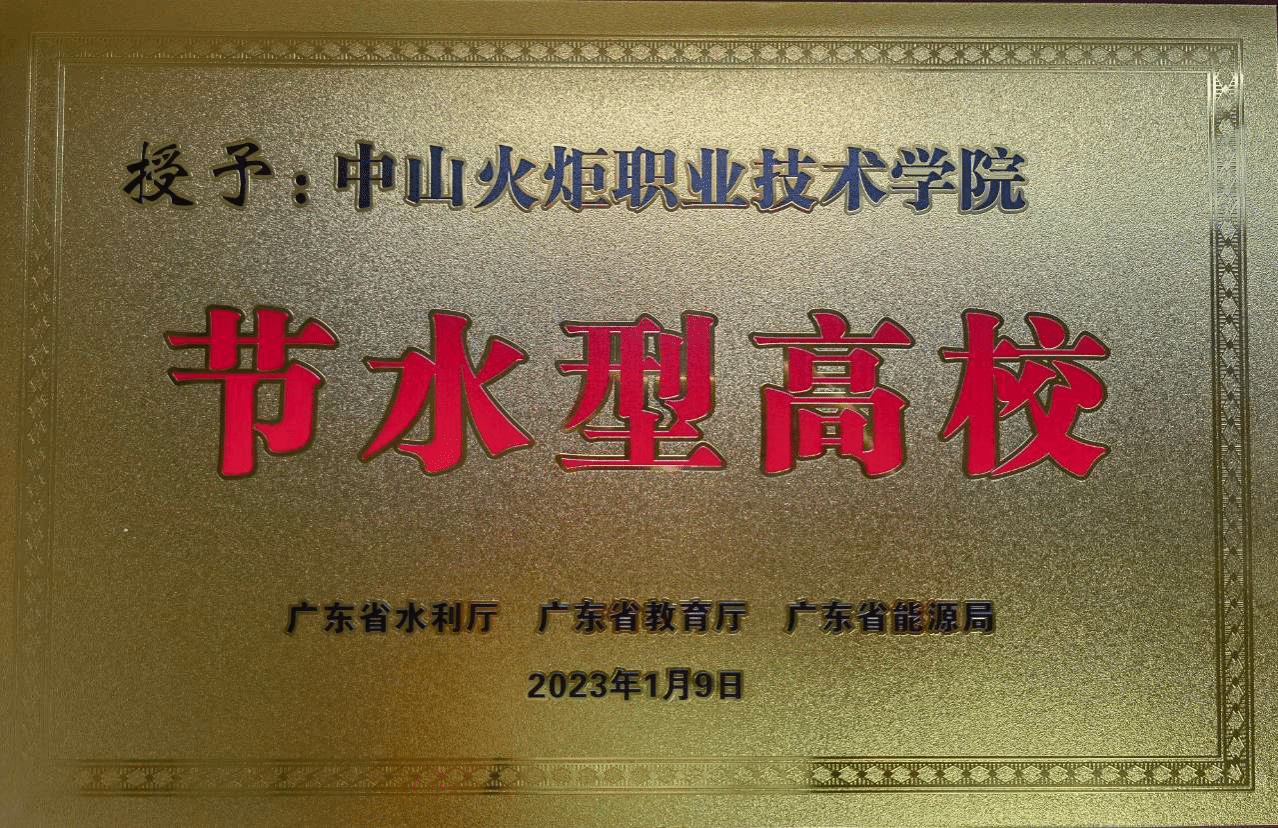 授予：中山火炬职业技术学院
节水型高校
广东省水利厅 广东省教育厅 广东省能源局
2023年1月9日